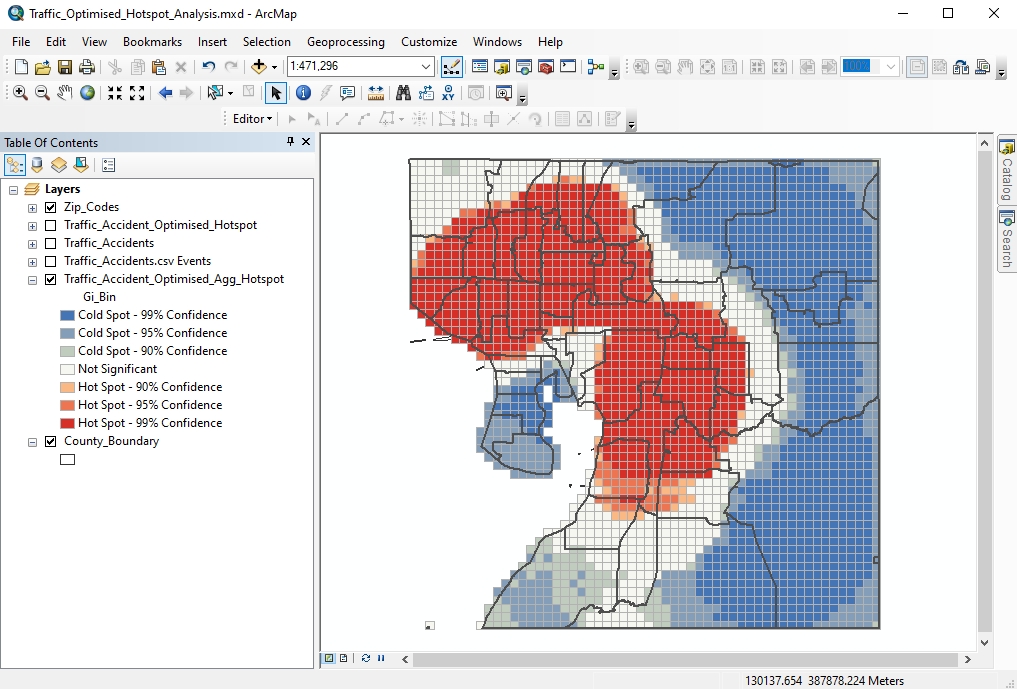 Traffic_Optimised_Hotspot_Analysis.mxd - ArcMap
File Edit View Bookmarks Insert Selection Geoprocessing Customize Windows Help
1:471,296
100%
Editor
Table Of Contents
Layers
Zip_Codes
Traffic_Accident_Optimised_Hotspot
Traffic_Accidents
Traffic_Accidents.csv Events
Traffic_Accident_Optimised_Agg_Hotspot
Gi_Bin
Cold Spot - 99% Confidence
Cold Spot - 95% Confidence
Cold Spot - 90% Confidence
Not Significant
Hot Spot - 90% Confidence
Hot Spot - 95% Confidence
Hot Spot - 99% Confidence
County_Boundary
Catalog
Search
130137.654 387878.224 Meters